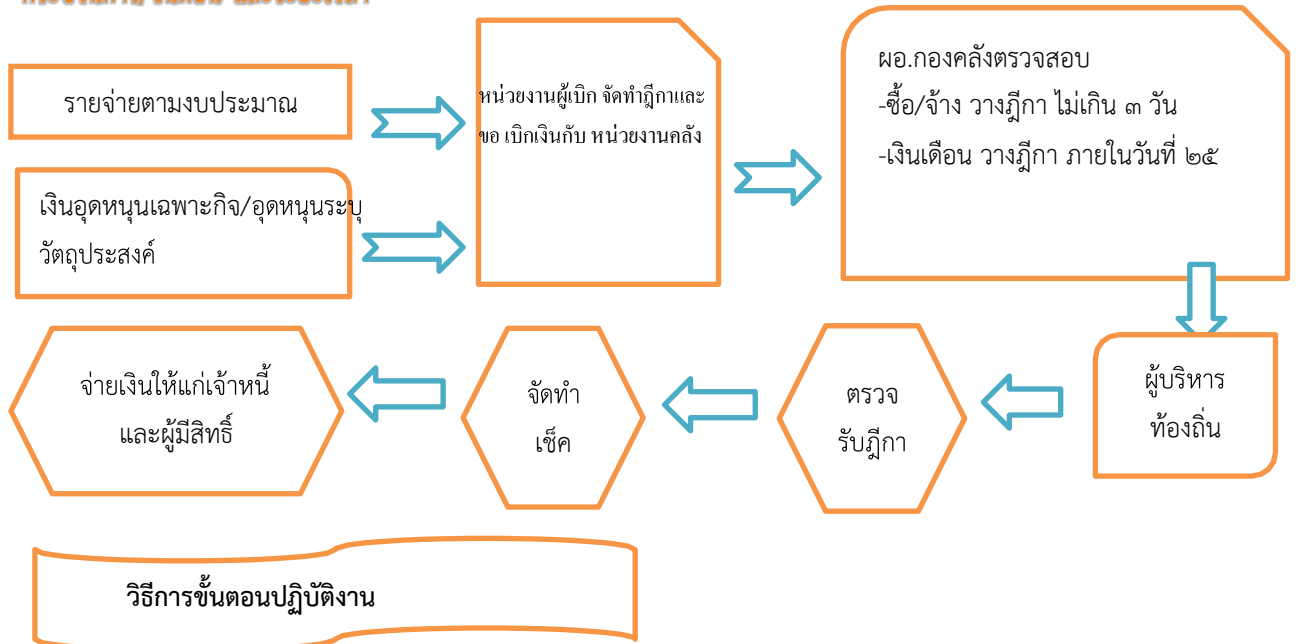 รายจ่ายตามงบประมาณ
เงินอุดหนุนเฉพาะกิจ/อุดหนุนระบุ
วัตถุประสงค์
หน่วยงานผู้เบิก จัดทำฎีกาและ
ขอ เบิกเงินกับ หน่วยงานคลัง
ผอ.กองคลังตรวจสอบ
-ซื้อ/จ้าง วางฎีกา ไม่เกิน ๓ วัน
-เงินเดือน วางฎีกา ภายในวันที่ ๒๕
ผู้บริหาร
ท้องถิ่น
ตรวจ
รับฎีกา
จัดทำ
เช็ค
จ่ายเงินให้แก่เจ้าหนี้
และผู้มีสิทธิ์
วิธีการขั้นตอนปฏิบัติงาน